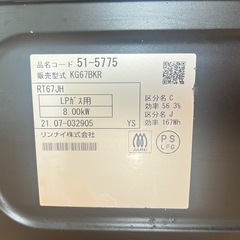 品名コード 51-5775
販売型式 KG67BKR
RT67JH
LPガス用
8.00kW
21.07-032905 YS
リンナイ株式会社
区分名 C
効率 56.3%
区分名 J
効率 167Wh
PS
LPG